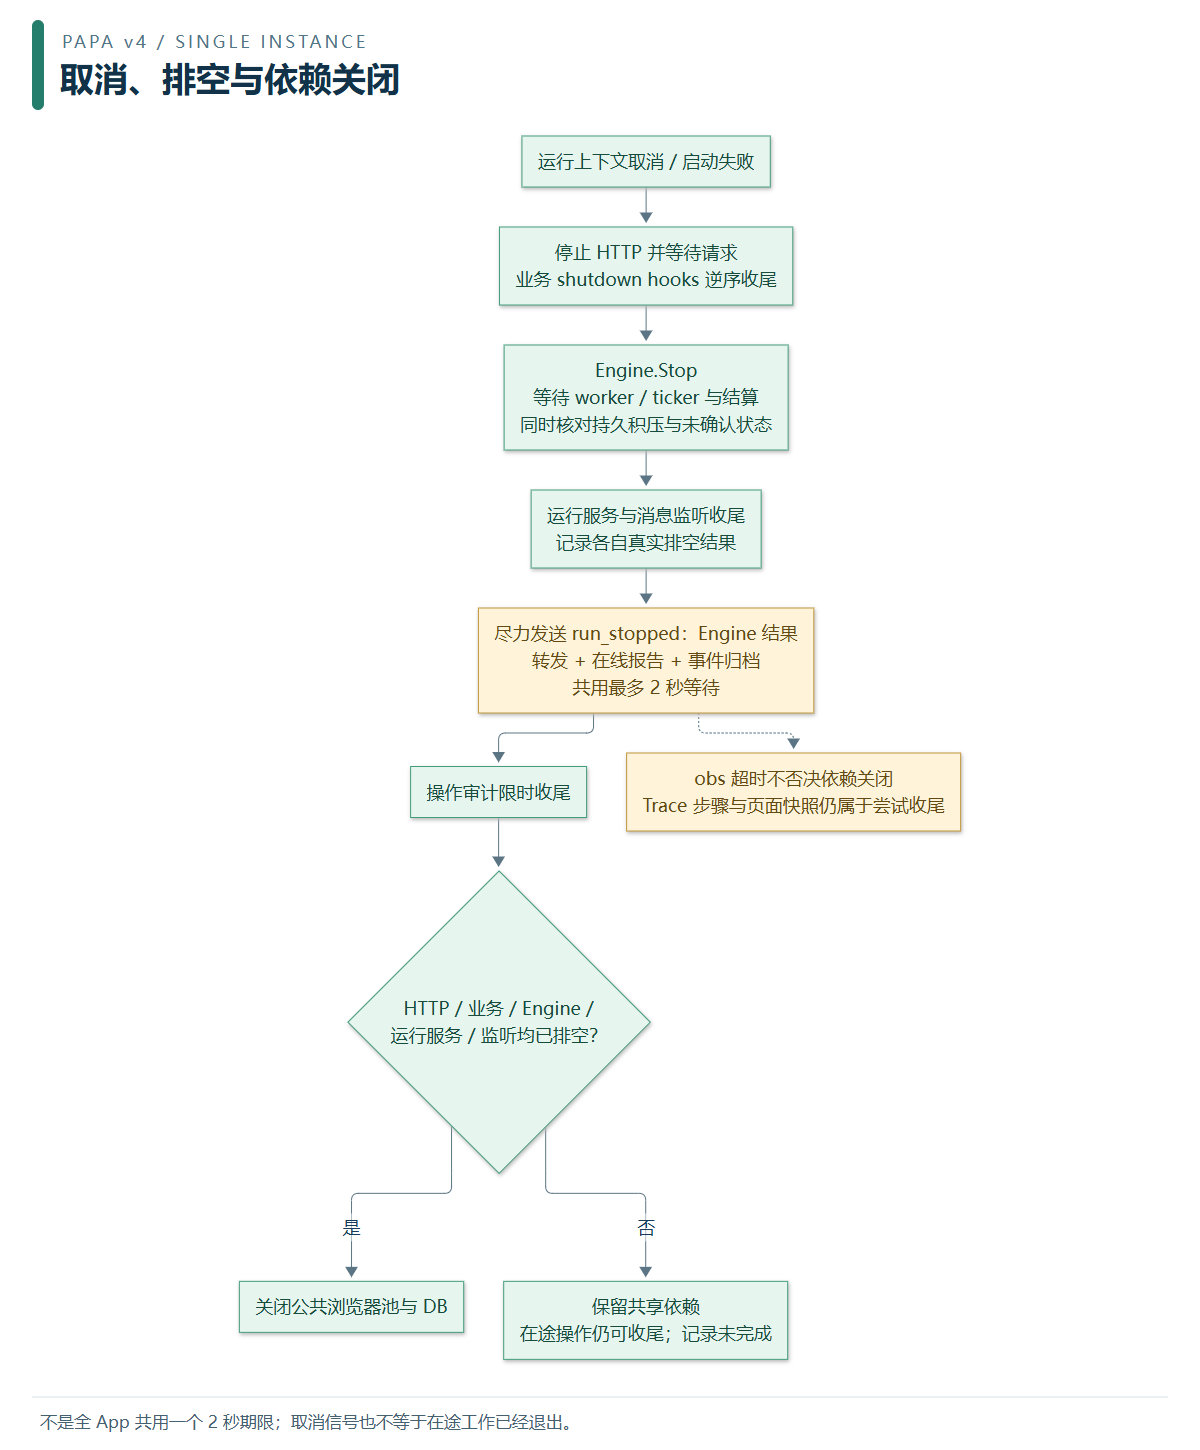 PAPA v4 / SINGLE INSTANCE
取消、排空与依赖关闭
运行上下文取消 / 启动失败
停止 HTTP 并等待请求
业务 shutdown hooks 逆序收尾
Engine.Stop
等待 worker / ticker 与结算
同时核对持久积压与未确认状态
运行服务与消息监听收尾
记录各自真实排空结果
尽力发送 run_stopped：Engine 结果
转发 + 在线报告 + 事件归档
共用最多 2 秒等待
操作审计限时收尾
obs 超时不否决依赖关闭
Trace 步骤与页面快照仍属于尝试收尾
HTTP / 业务 / Engine /
运行服务 / 监听均已排空？
是
否
关闭公共浏览器池与 DB
保留共享依赖
在途操作仍可收尾；记录未完成
不是全 App 共用一个 2 秒期限；取消信号也不等于在途工作已经退出。